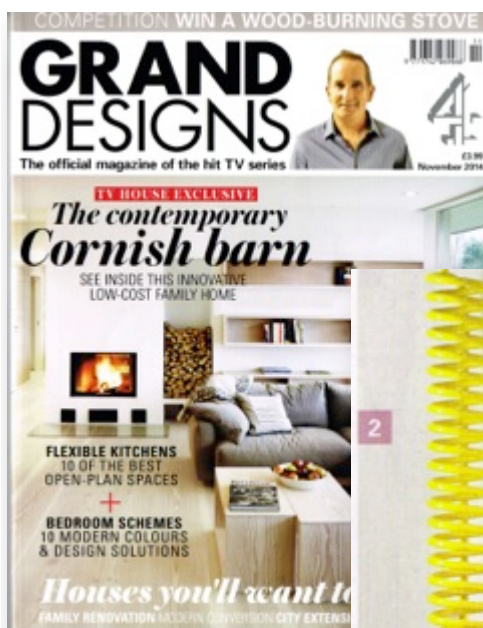 COMPETITION WIN A WOOD-BURNING STOVE
GRAND
DESIGNS
The official magazine of the hit TV series
4
£3.99
November 2014
TV HOUSE EXCLUSIVE
The contemporary
Cornish barn
SEE INSIDE THIS INNOVATIVE
LOW-COST FAMILY HOME
2
FLEXIBLE KITCHENS
10 OF THE BEST
OPEN-PLAN SPACES
+
BEDROOM SCHEMES
10 MODERN COLOURS
& DESIGN SOLUTIONS
Houses you'll want to
FAMILY RENOVATION MODERN CONVERSION CITY EXTENSI